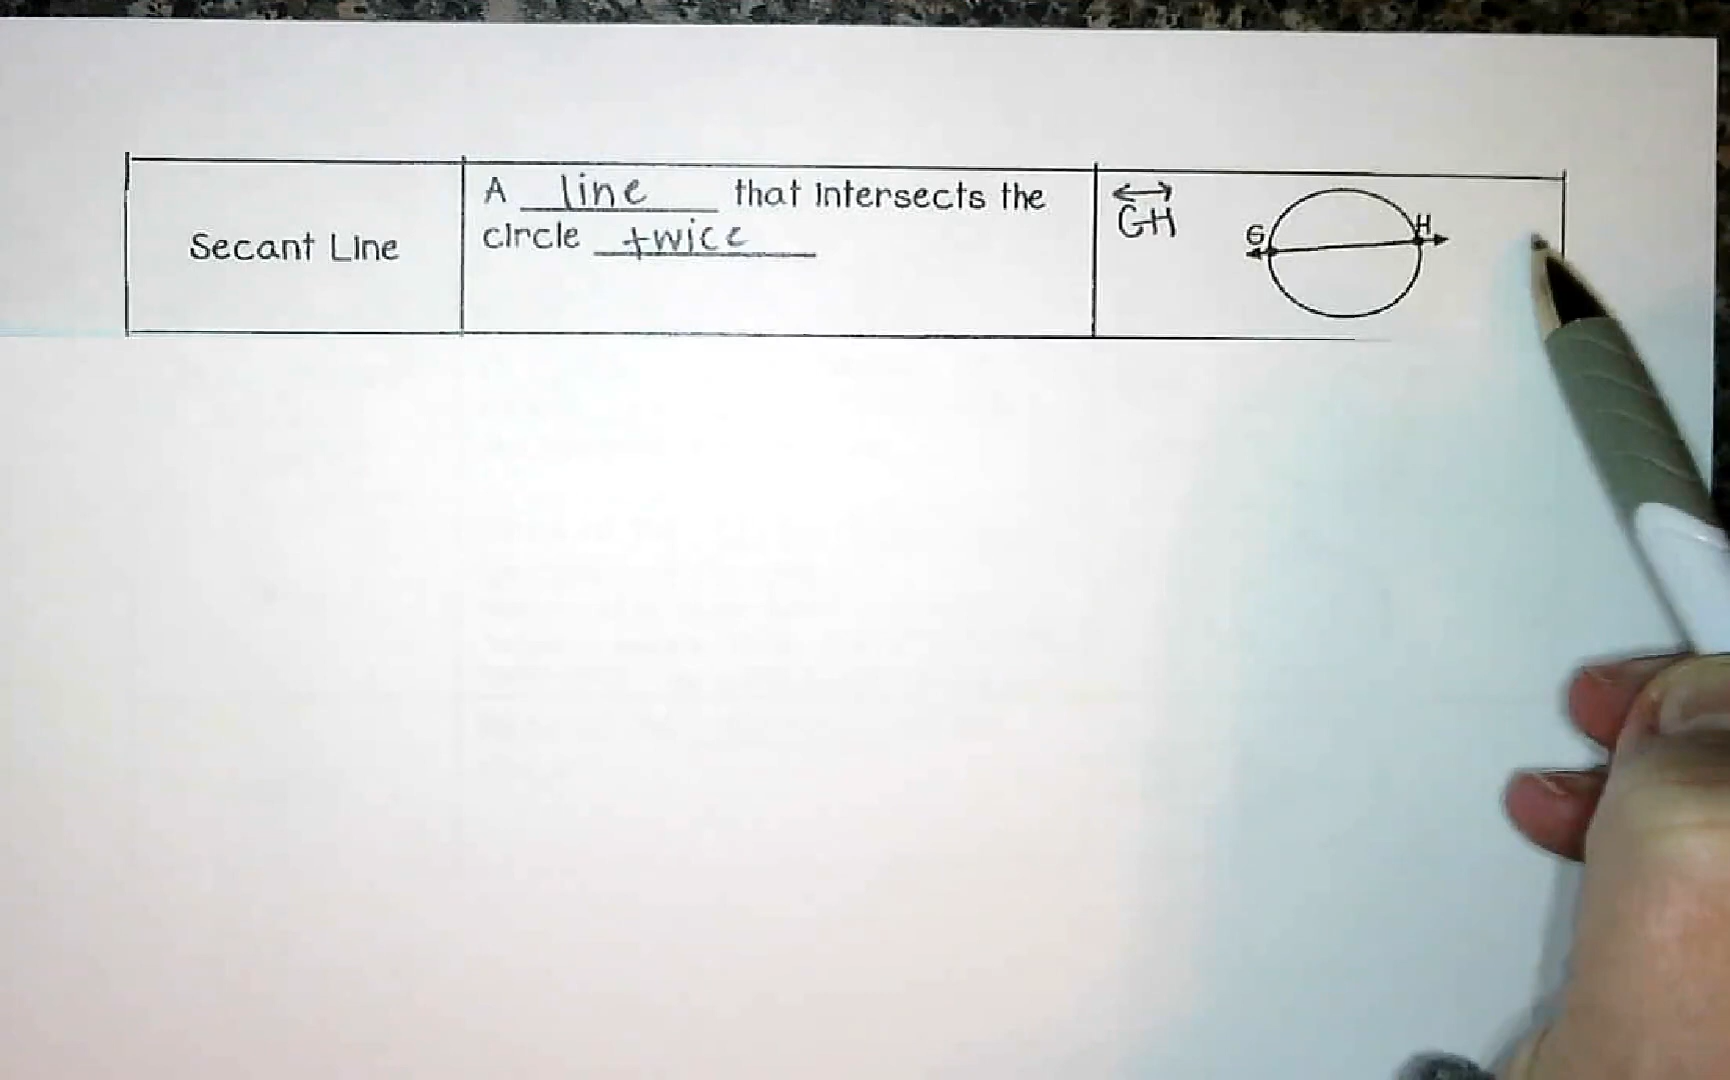 Secant Line
A line that intersects the
circle twice
GH
G
H